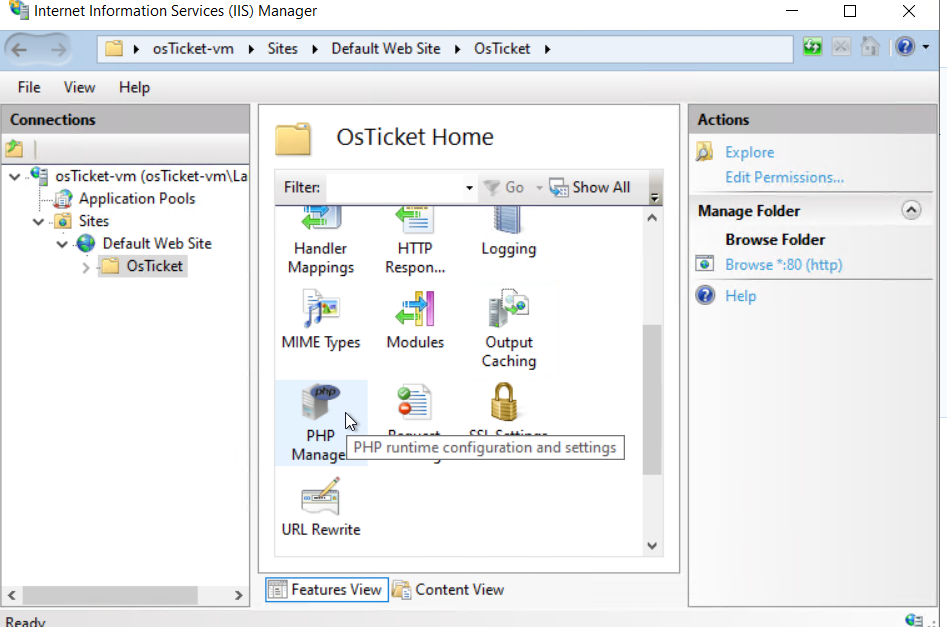 Internet Information Services (IIS) Manager
osTicket-vm
Sites
Default Web Site
OsTicket
File View Help
Connections
osTicket-vm (osTicket-vm\La
Application Pools
Sites
Default Web Site
OsTicket
OsTicket Home
Filter:
Go
Show All
Handler
Mappings
HTTP
Respon...
Logging
MIME Types
Modules
Output
Caching
php
PHP
Manage
Request
SSL Settings
PHP runtime configuration and settings
URL Rewrite
Features View
Content View
Actions
Explore
Edit Permissions...
Manage Folder
Browse Folder
Browse *:80 (http)
Help
Ready